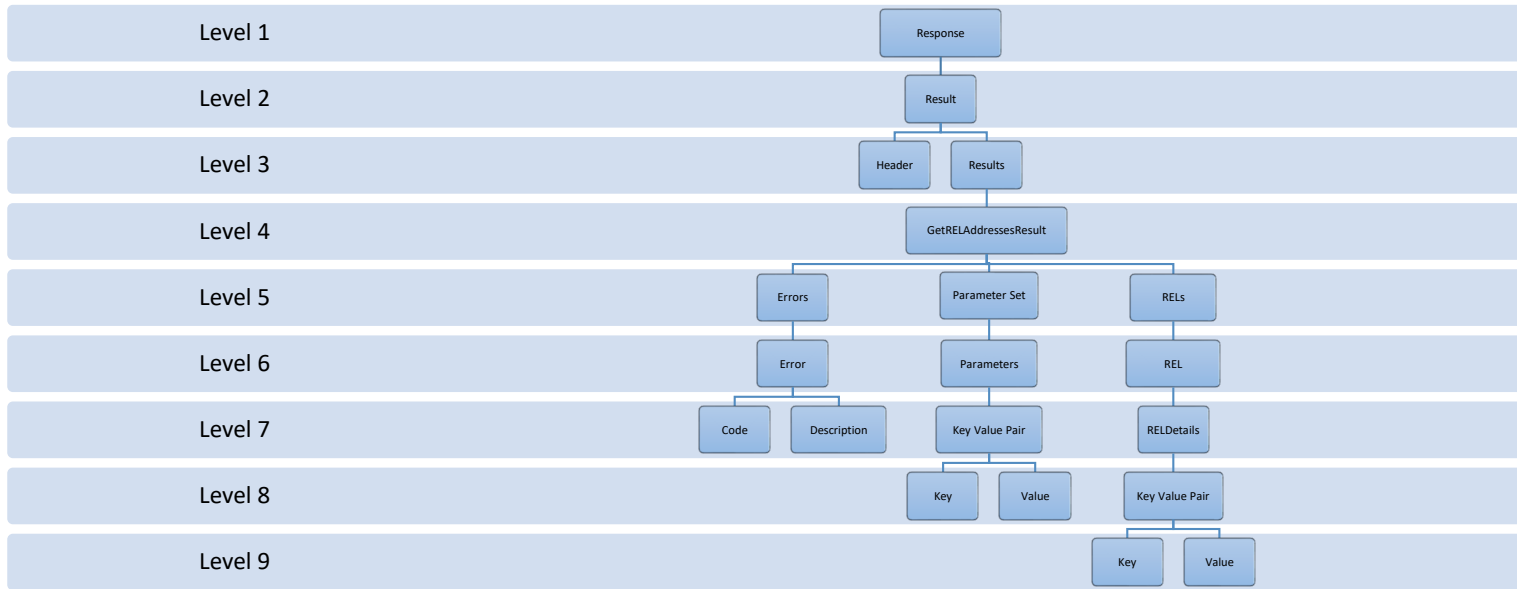 Level 1
Response
Level 2
Result
Level 3
Header
Results
Level 4
GetRELAddressesResult
Level 5
Errors
Parameter Set
RELs
Level 6
Error
Parameters
REL
Level 7
Code
Description
Key Value Pair
RELDetails
Level 8
Key
Value
Key Value Pair
Level 9
Key
Value